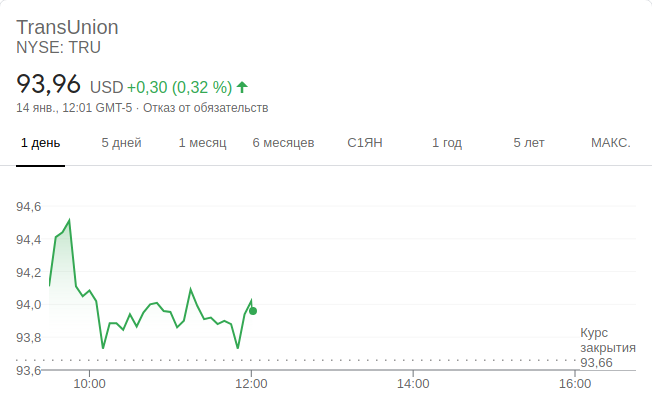 TransUnion
NYSE: TRU
93,96 USD +0,30 (0,32 %)
14 янв., 12:01 GMT-5 · Отказ от обязательств
1 день 5 дней 1 месяц 6 месяцев С1ЯН 1 год 5 лет МАКС.
94,6
94,4
94,2
94,0
93,8
93,6
Курс
закрытия
93,66
10:00 12:00 14:00 16:00